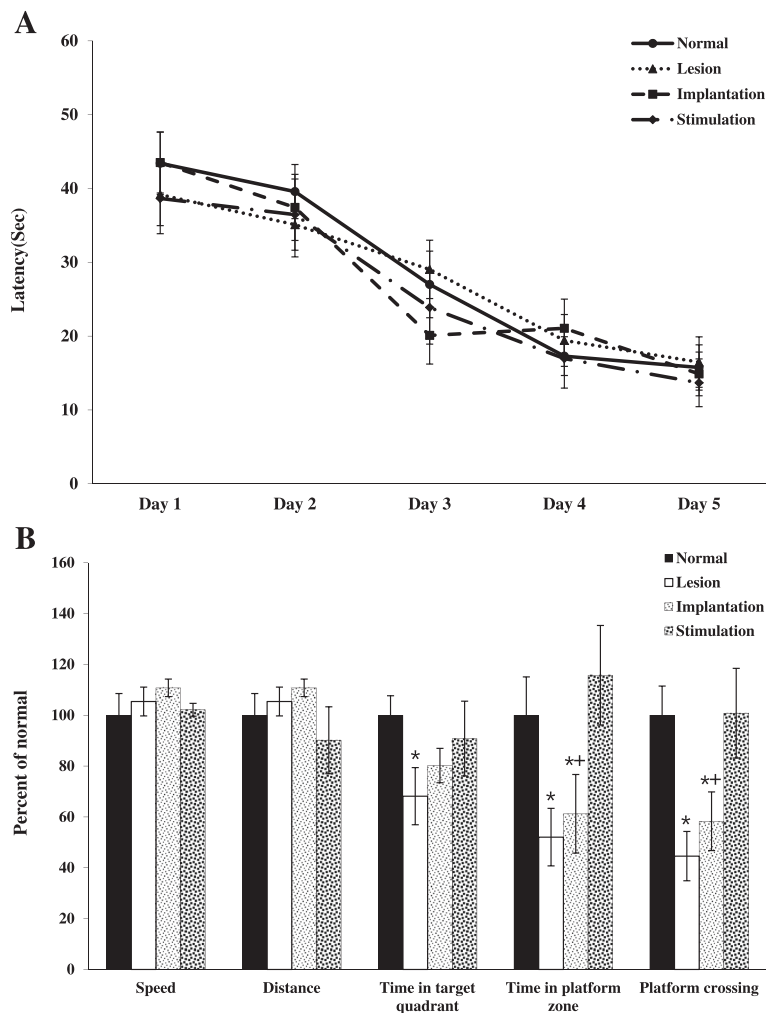 A
60
50
40
30
20
10
0
Latency(Sec)
Normal
Lesion
Implantation
Stimulation
Day 1 Day 2 Day 3 Day 4 Day 5
B
160
140
120
100
80
60
40
20
0
Percent of normal
Normal
Lesion
Implantation
Stimulation
*
*
*+
*
*+
Speed Distance Time in target Time in platform Platform crossing
quadrant zone